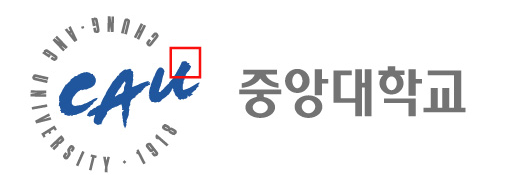 CHUNG-ANG UNIVERSITY · 1918
CAU
중앙대학교